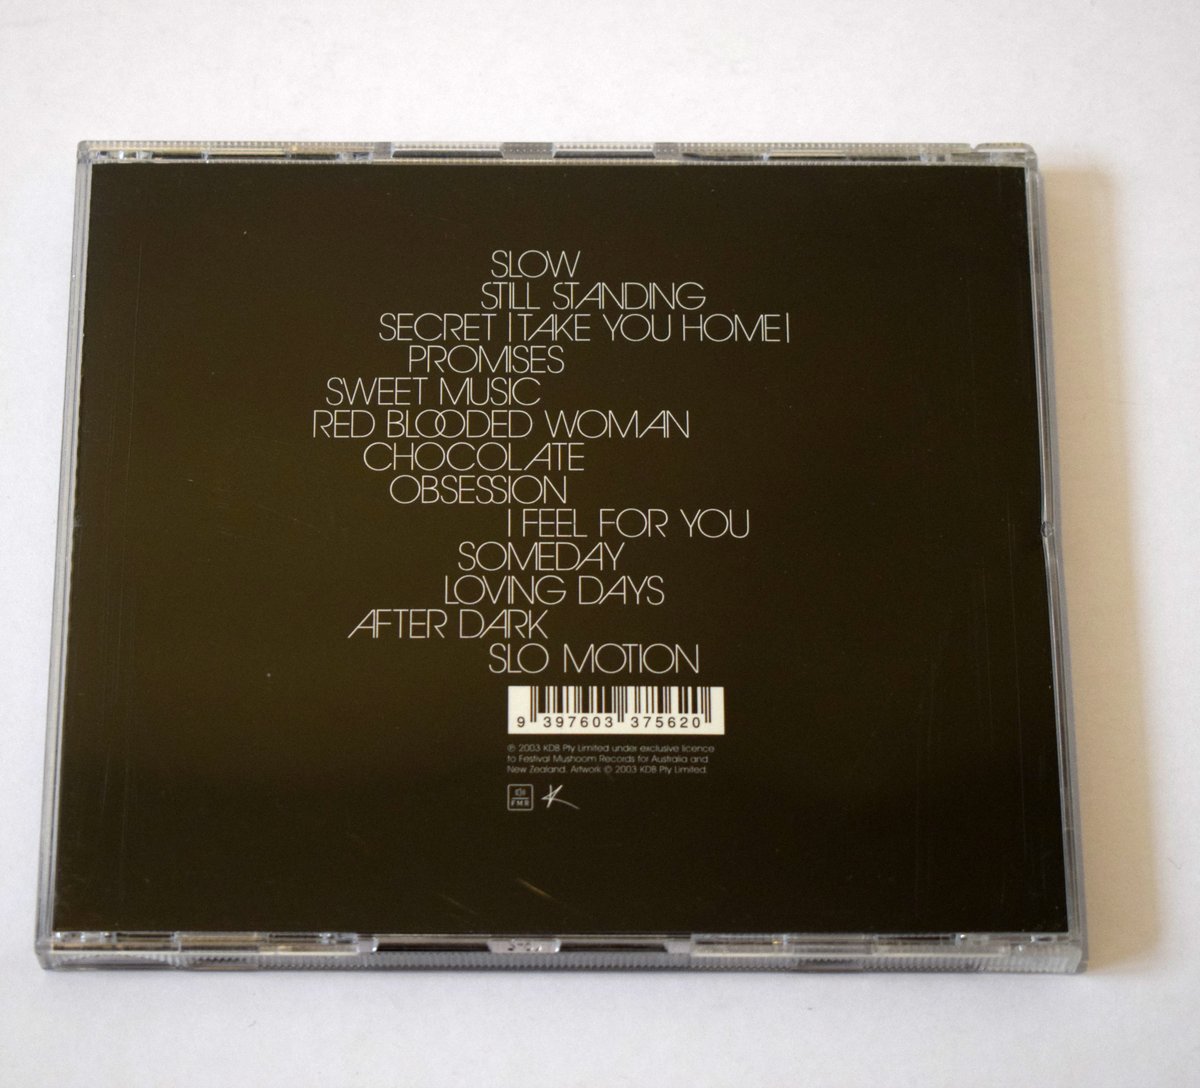 SLOW
STILL STANDING
SECRET |TAKE YOU HOME|
PROMISES
SWEET MUSIC
RED BLOODED WOMAN
CHOCOLATE
OBSESSION
I FEEL FOR YOU
SOMEDAY
LOVING DAYS
AFTER DARK
SLO MOTION
9 397603 375620
℗ 2003 KDB Pty Limited under exclusive licence
to Festival Mushoom Records for Australia and
New Zealand. Artwork © 2003 KDB Pty Limited.
FMR K